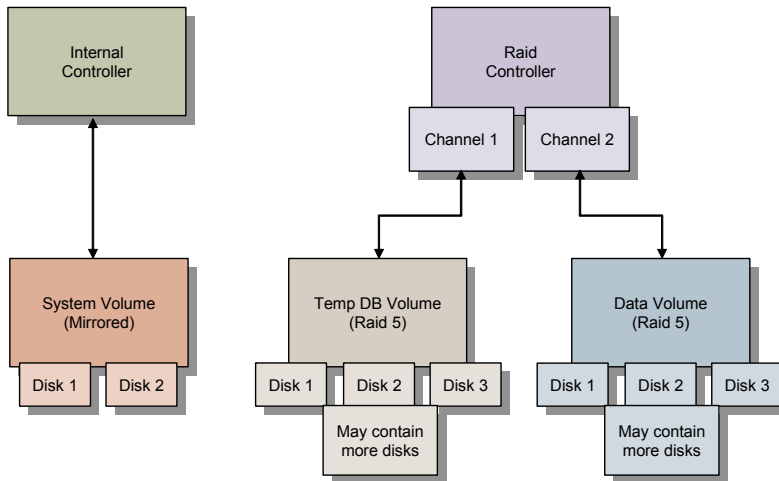 Internal
Controller
Raid
Controller
Channel 1
Channel 2
System Volume
(Mirrored)
Temp DB Volume
(Raid 5)
Data Volume
(Raid 5)
Disk 1
Disk 2
Disk 1
Disk 2
Disk 3
Disk 1
Disk 2
Disk 3
May contain
more disks
May contain
more disks